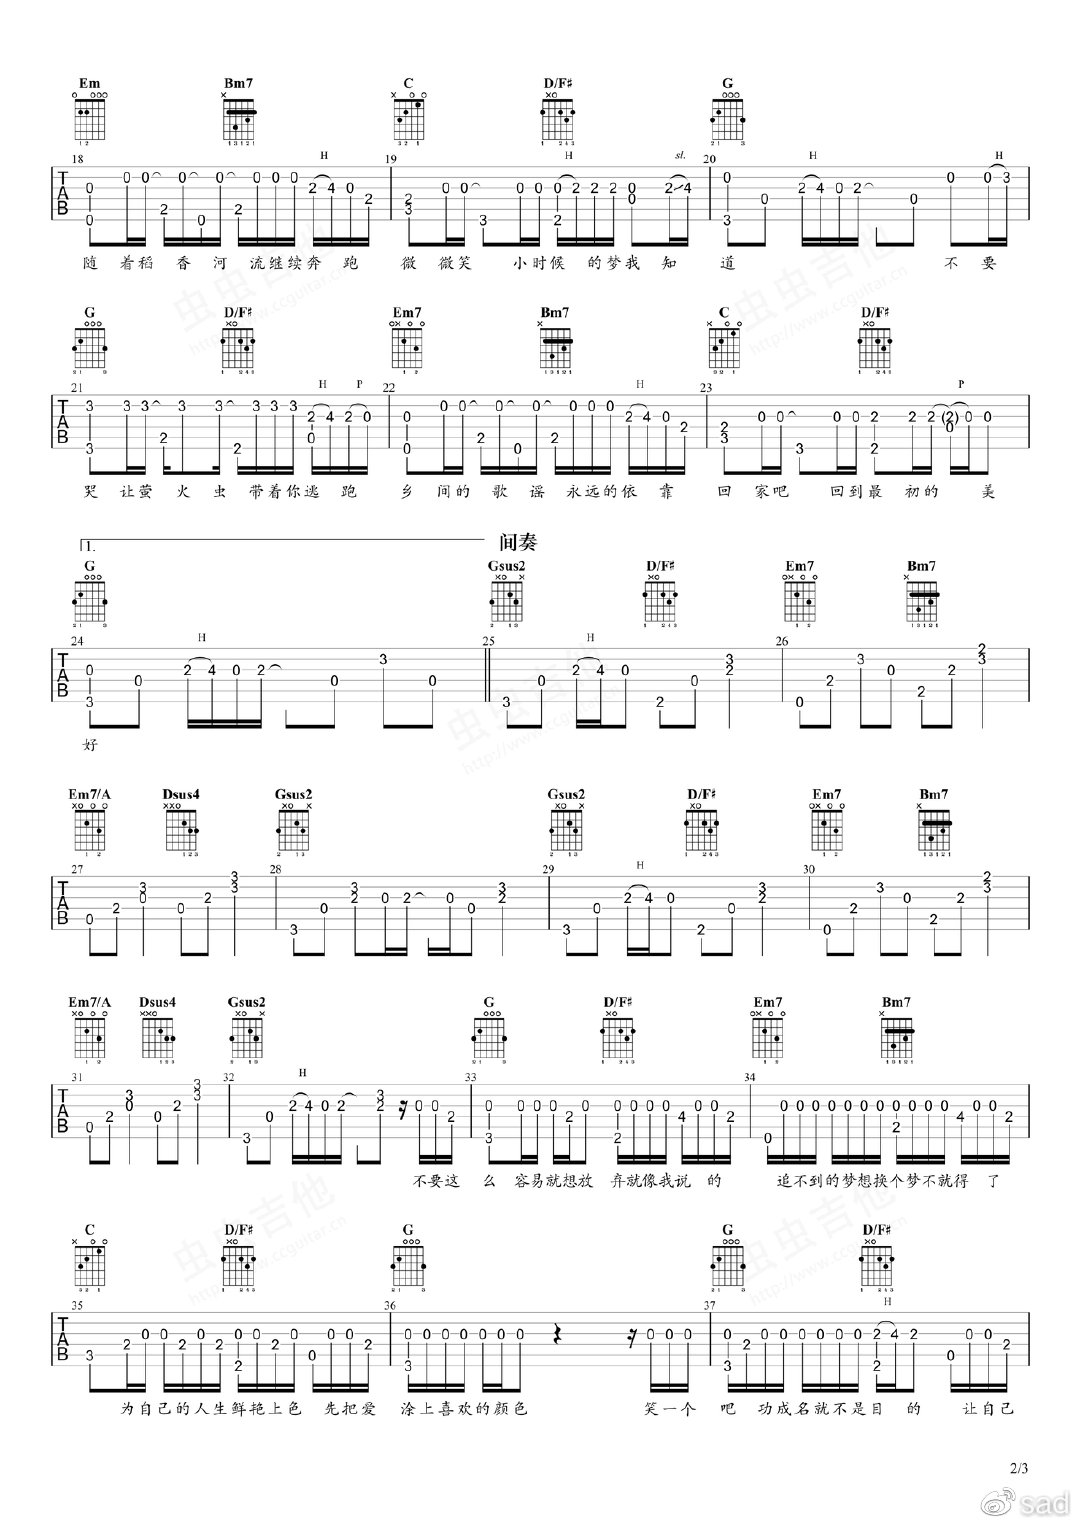 Em Bm7 C D/F♯ G
18 H 19 H sl. 20 H H
随着稻香河流继续奔跑 微微笑 小时候的梦我知道 不要
G D/F♯ Em7 Bm7 C D/F♯
21 H P 22 H 23 P
哭让萤火虫带着你逃跑 乡间的歌谣永远的依靠 回家吧 回到最初的美
1. 间奏
G Gsus2 D/F♯ Em7 Bm7
24 H 25 H 26
好
Em7/A Dsus4 Gsus2 Gsus2 D/F♯ Em7 Bm7
27 28 29 H 30
Em7/A Dsus4 Gsus2 G D/F♯ Em7 Bm7
31 32 H 33 34
不要这么容易就想放弃就像我说的 追不到的梦想换个梦不就得了
C D/F♯ G G D/F♯
35 36 37 H
为自己的人生鲜艳上色 先把爱涂上喜欢的颜色 笑一个吧功成名就不是目的 让自己
虫虫吉他
http://www.ccguitar.cn
2/3
sad